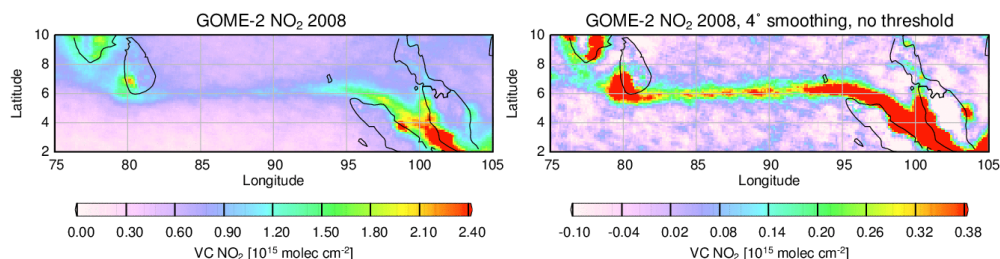 GOME-2 NO₂ 2008
10
8
6
4
2
Latitude
75 80 85 90 95 100 105
Longitude
0.00 0.30 0.60 0.90 1.20 1.50 1.80 2.10 2.40
VC NO₂ [10¹⁵ molec cm⁻²]
GOME-2 NO₂ 2008, 4° smoothing, no threshold
10
8
6
4
2
Latitude
75 80 85 90 95 100 105
Longitude
-0.10 -0.04 0.02 0.08 0.14 0.20 0.26 0.32 0.38
VC NO₂ [10¹⁵ molec cm⁻²]